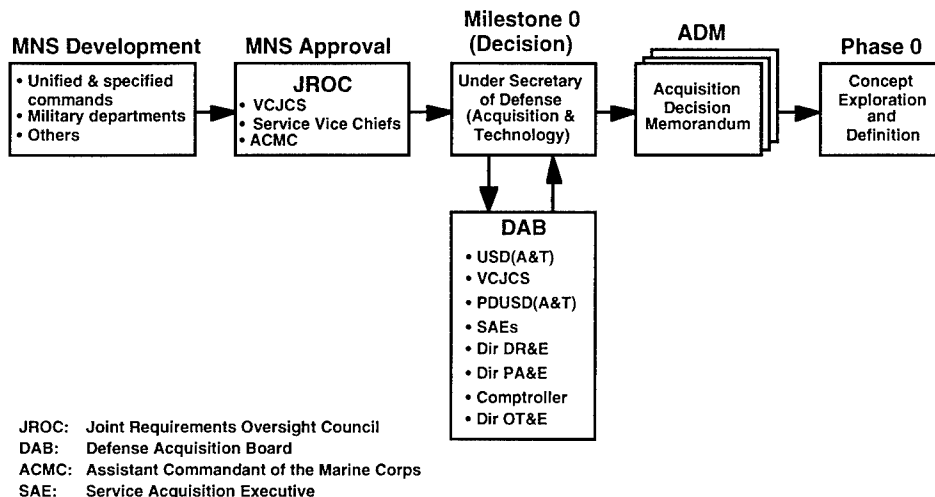 MNS Development
• Unified & specified
commands
• Military departments
• Others
MNS Approval
JROC
• VCJCS
• Service Vice Chiefs
• ACMC
Milestone 0
(Decision)
Under Secretary
of Defense
(Acquisition &
Technology)
ADM
Acquisition
Decision
Memorandum
Phase 0
Concept
Exploration
and
Definition
DAB
• USD(A&T)
• VCJCS
• PDUSD(A&T)
• SAEs
• Dir DR&E
• Dir PA&E
• Comptroller
• Dir OT&E
JROC: Joint Requirements Oversight Council
DAB: Defense Acquisition Board
ACMC: Assistant Commandant of the Marine Corps
SAE: Service Acquisition Executive